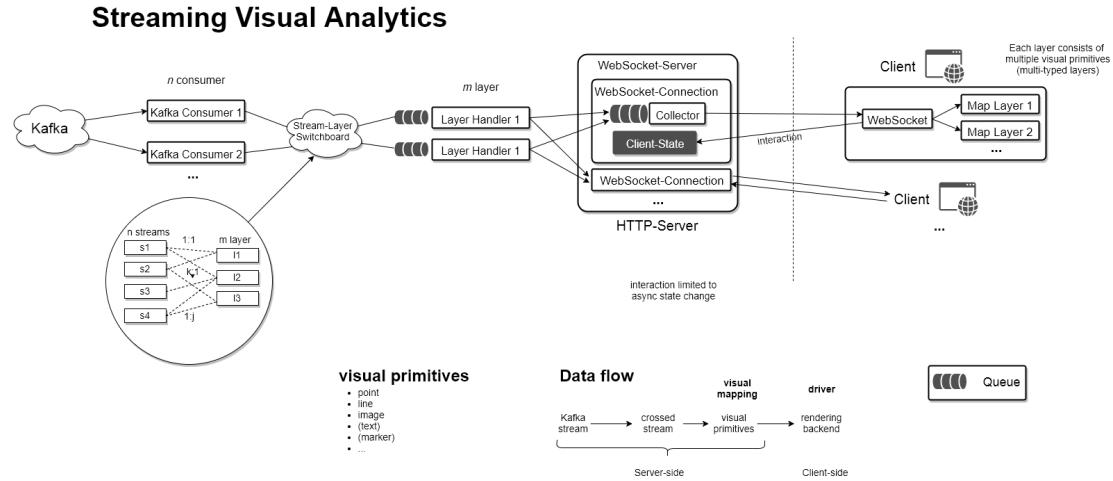 Streaming Visual Analytics
n consumer
Kafka
Kafka Consumer 1
Kafka Consumer 2
...
Stream-Layer
Switchboard
m layer
Layer Handler 1
Layer Handler 1
WebSocket-Server
WebSocket-Connection
Collector
Client-State
WebSocket-Connection
...
HTTP-Server
interaction
Client
Each layer consists of
multiple visual primitives
(multi-typed layers)
WebSocket
Map Layer 1
Map Layer 2
...
Client
...
n streams
1:1
m layer
s1
s2
s3
s4
k:1
1:j
l1
l2
l3
interaction limited to
async state change
visual primitives
• point
• line
• image
• (text)
• (marker)
• ...
Data flow
visual
mapping
driver
Kafka
stream
crossed
stream
visual
primitives
rendering
backend
Server-side
Client-side
Queue